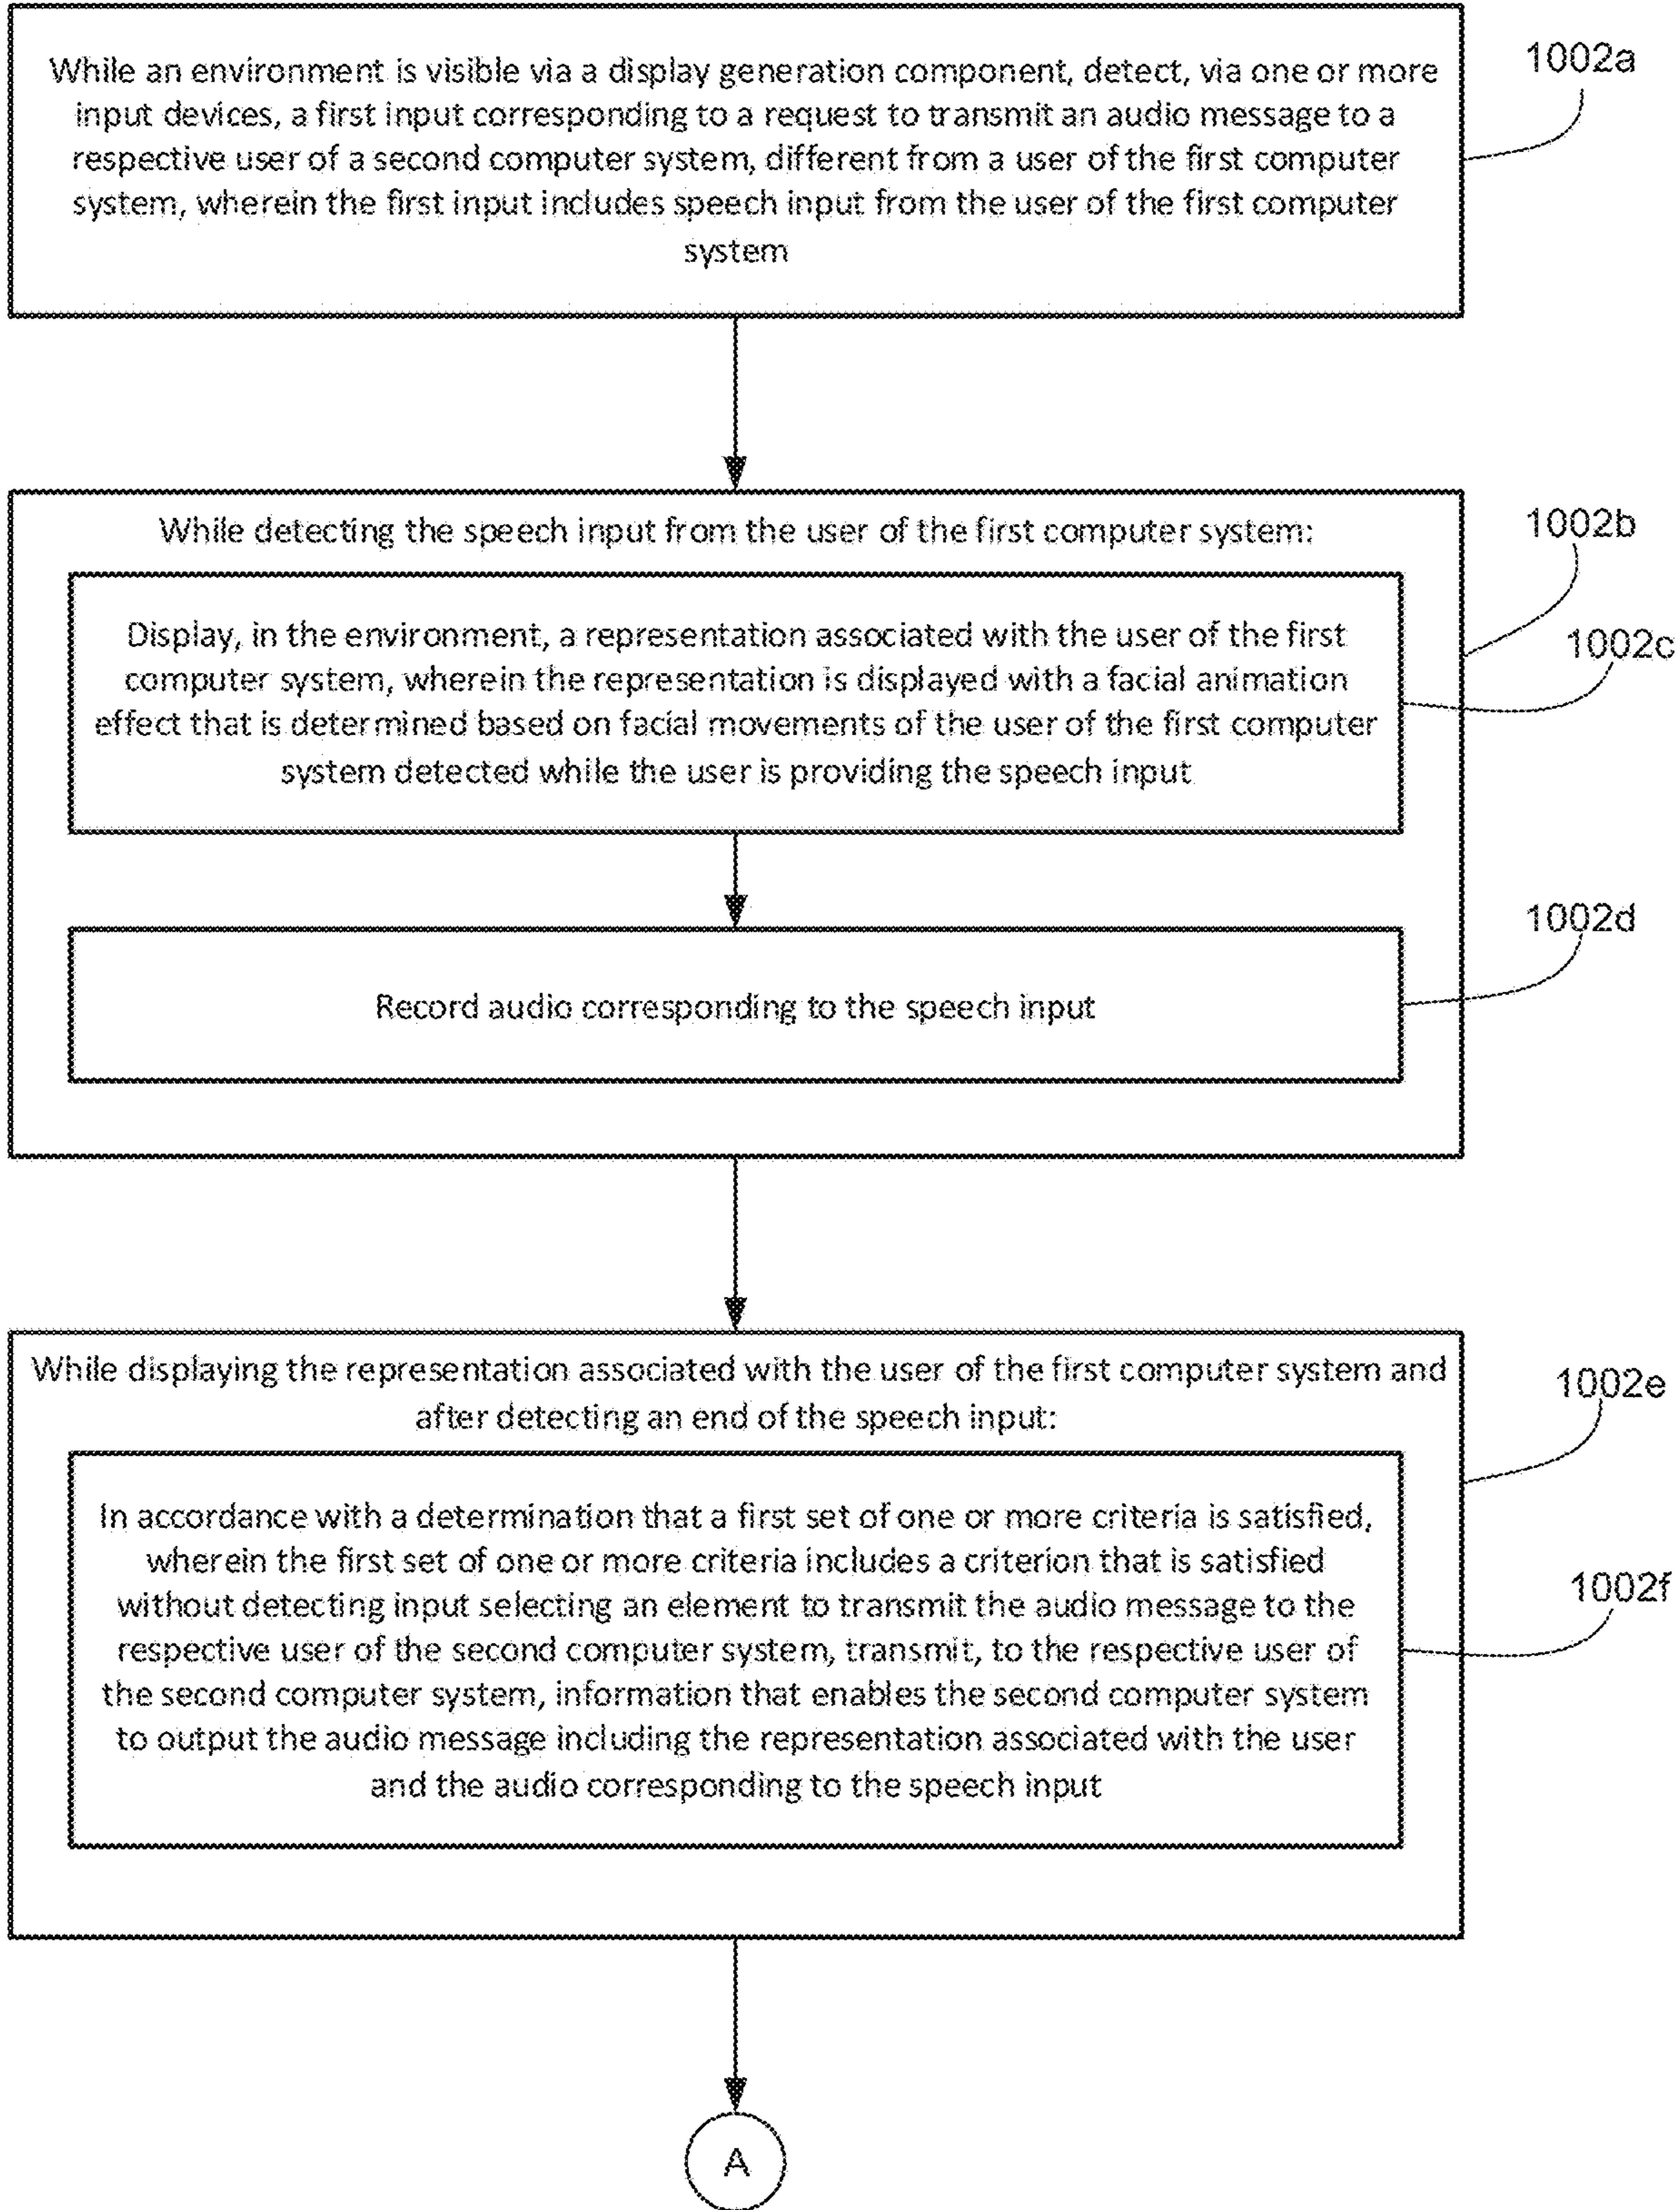 While an environment is visible via a display generation component, detect, via one or more
input devices, a first input corresponding to a request to transmit an audio message to a
respective user of a second computer system, different from a user of the first computer
system, wherein the first input includes speech input from the user of the first computer
system
1002a
While detecting the speech input from the user of the first computer system:
1002b
Display, in the environment, a representation associated with the user of the first
computer system, wherein the representation is displayed with a facial animation
effect that is determined based on facial movements of the user of the first computer
system detected while the user is providing the speech input
1002c
Record audio corresponding to the speech input
1002d
While displaying the representation associated with the user of the first computer system and
after detecting an end of the speech input:
1002e
In accordance with a determination that a first set of one or more criteria is satisfied,
wherein the first set of one or more criteria includes a criterion that is satisfied
without detecting input selecting an element to transmit the audio message to the
respective user of the second computer system, transmit, to the respective user of
the second computer system, information that enables the second computer system
to output the audio message including the representation associated with the user
and the audio corresponding to the speech input
1002f
A